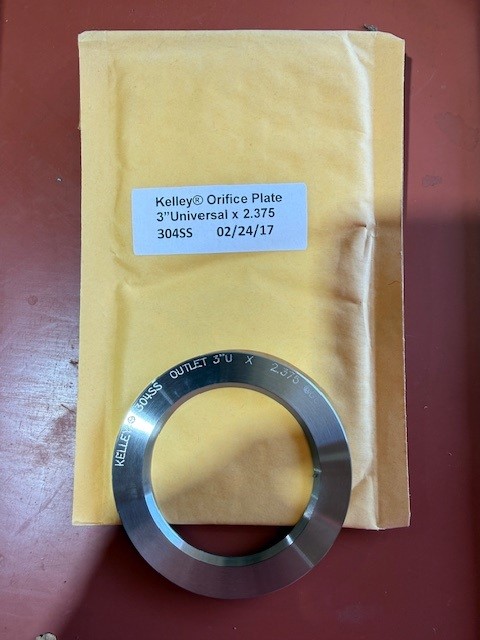 Kelley® Orifice Plate
3"Universal x 2.375
304SS 02/24/17
KELLEY® 304SS OUTLET 3"U X 2.375